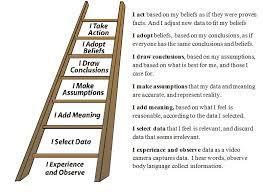 I Take
Action
I Adopt
Beliefs
I Draw
Conclusions
I Make
Assumptions
I Add Meaning
I Select Data
I Experience
and Observe
I act based on my beliefs as if they were proven
facts. And I adjust new data to fit my beliefs
I adopt beliefs, based on my conclusions, as if
everyone has the same conclusions and beliefs.
I draw conclusions, based on my assumptions,
and based on what is best for me, and those I
care for.
I make assumptions that my data and meaning
are accurate, and represent reality.
I add meaning, based on what I feel is
reasonable, according to the data I selected.
I select data that I feel is relevant, and discard
data that seems irrelevant.
I experience and observe data as a video
camera captures data. I hear words, observe
body language collect information.